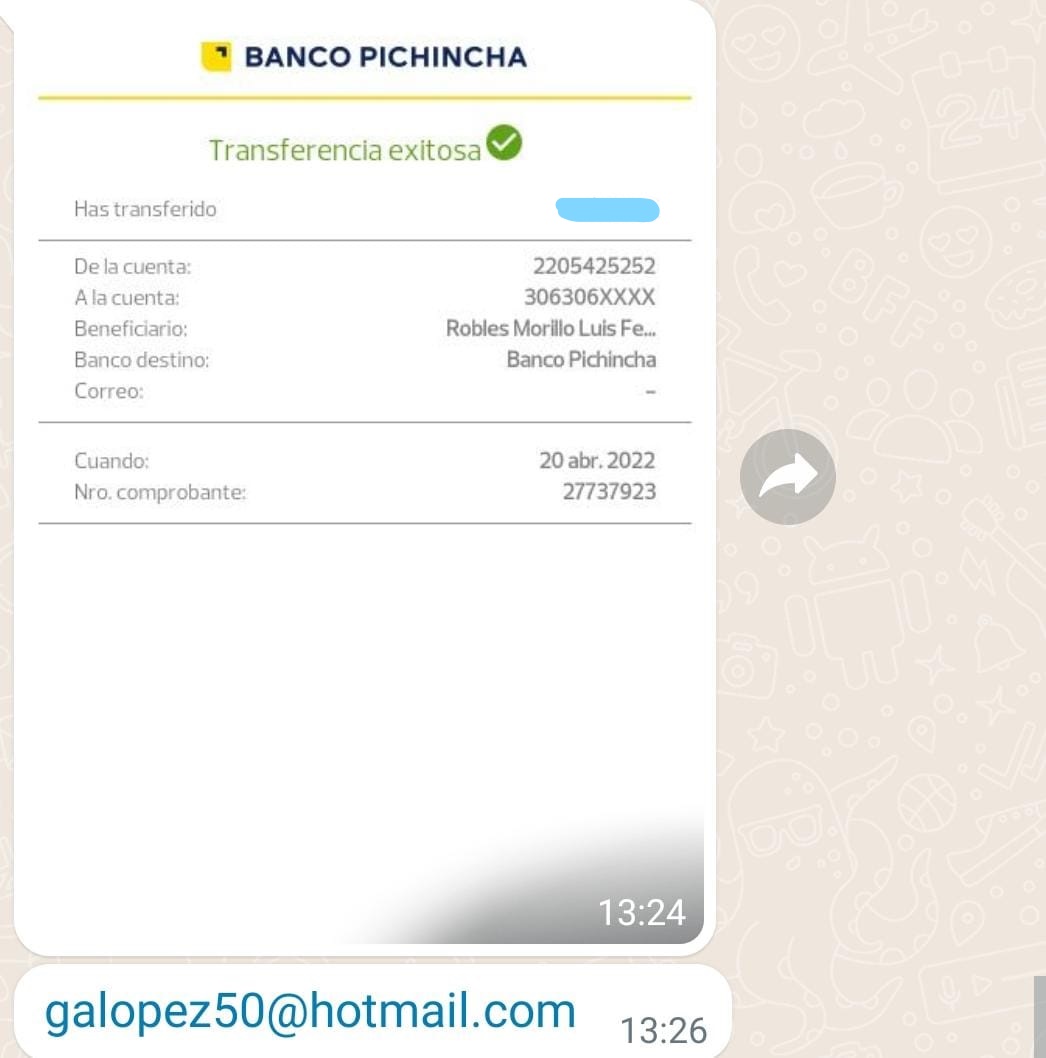 BANCO PICHINCHA
Transferencia exitosa
Has transferido
De la cuenta: 2205425252
A la cuenta: 306306XXXX
Beneficiario: Robles Morillo Luis Fe...
Banco destino: Banco Pichincha
Correo: –
Cuando: 20 abr. 2022
Nro. comprobante: 27737923
13:24
galopez50@hotmail.com 13:26